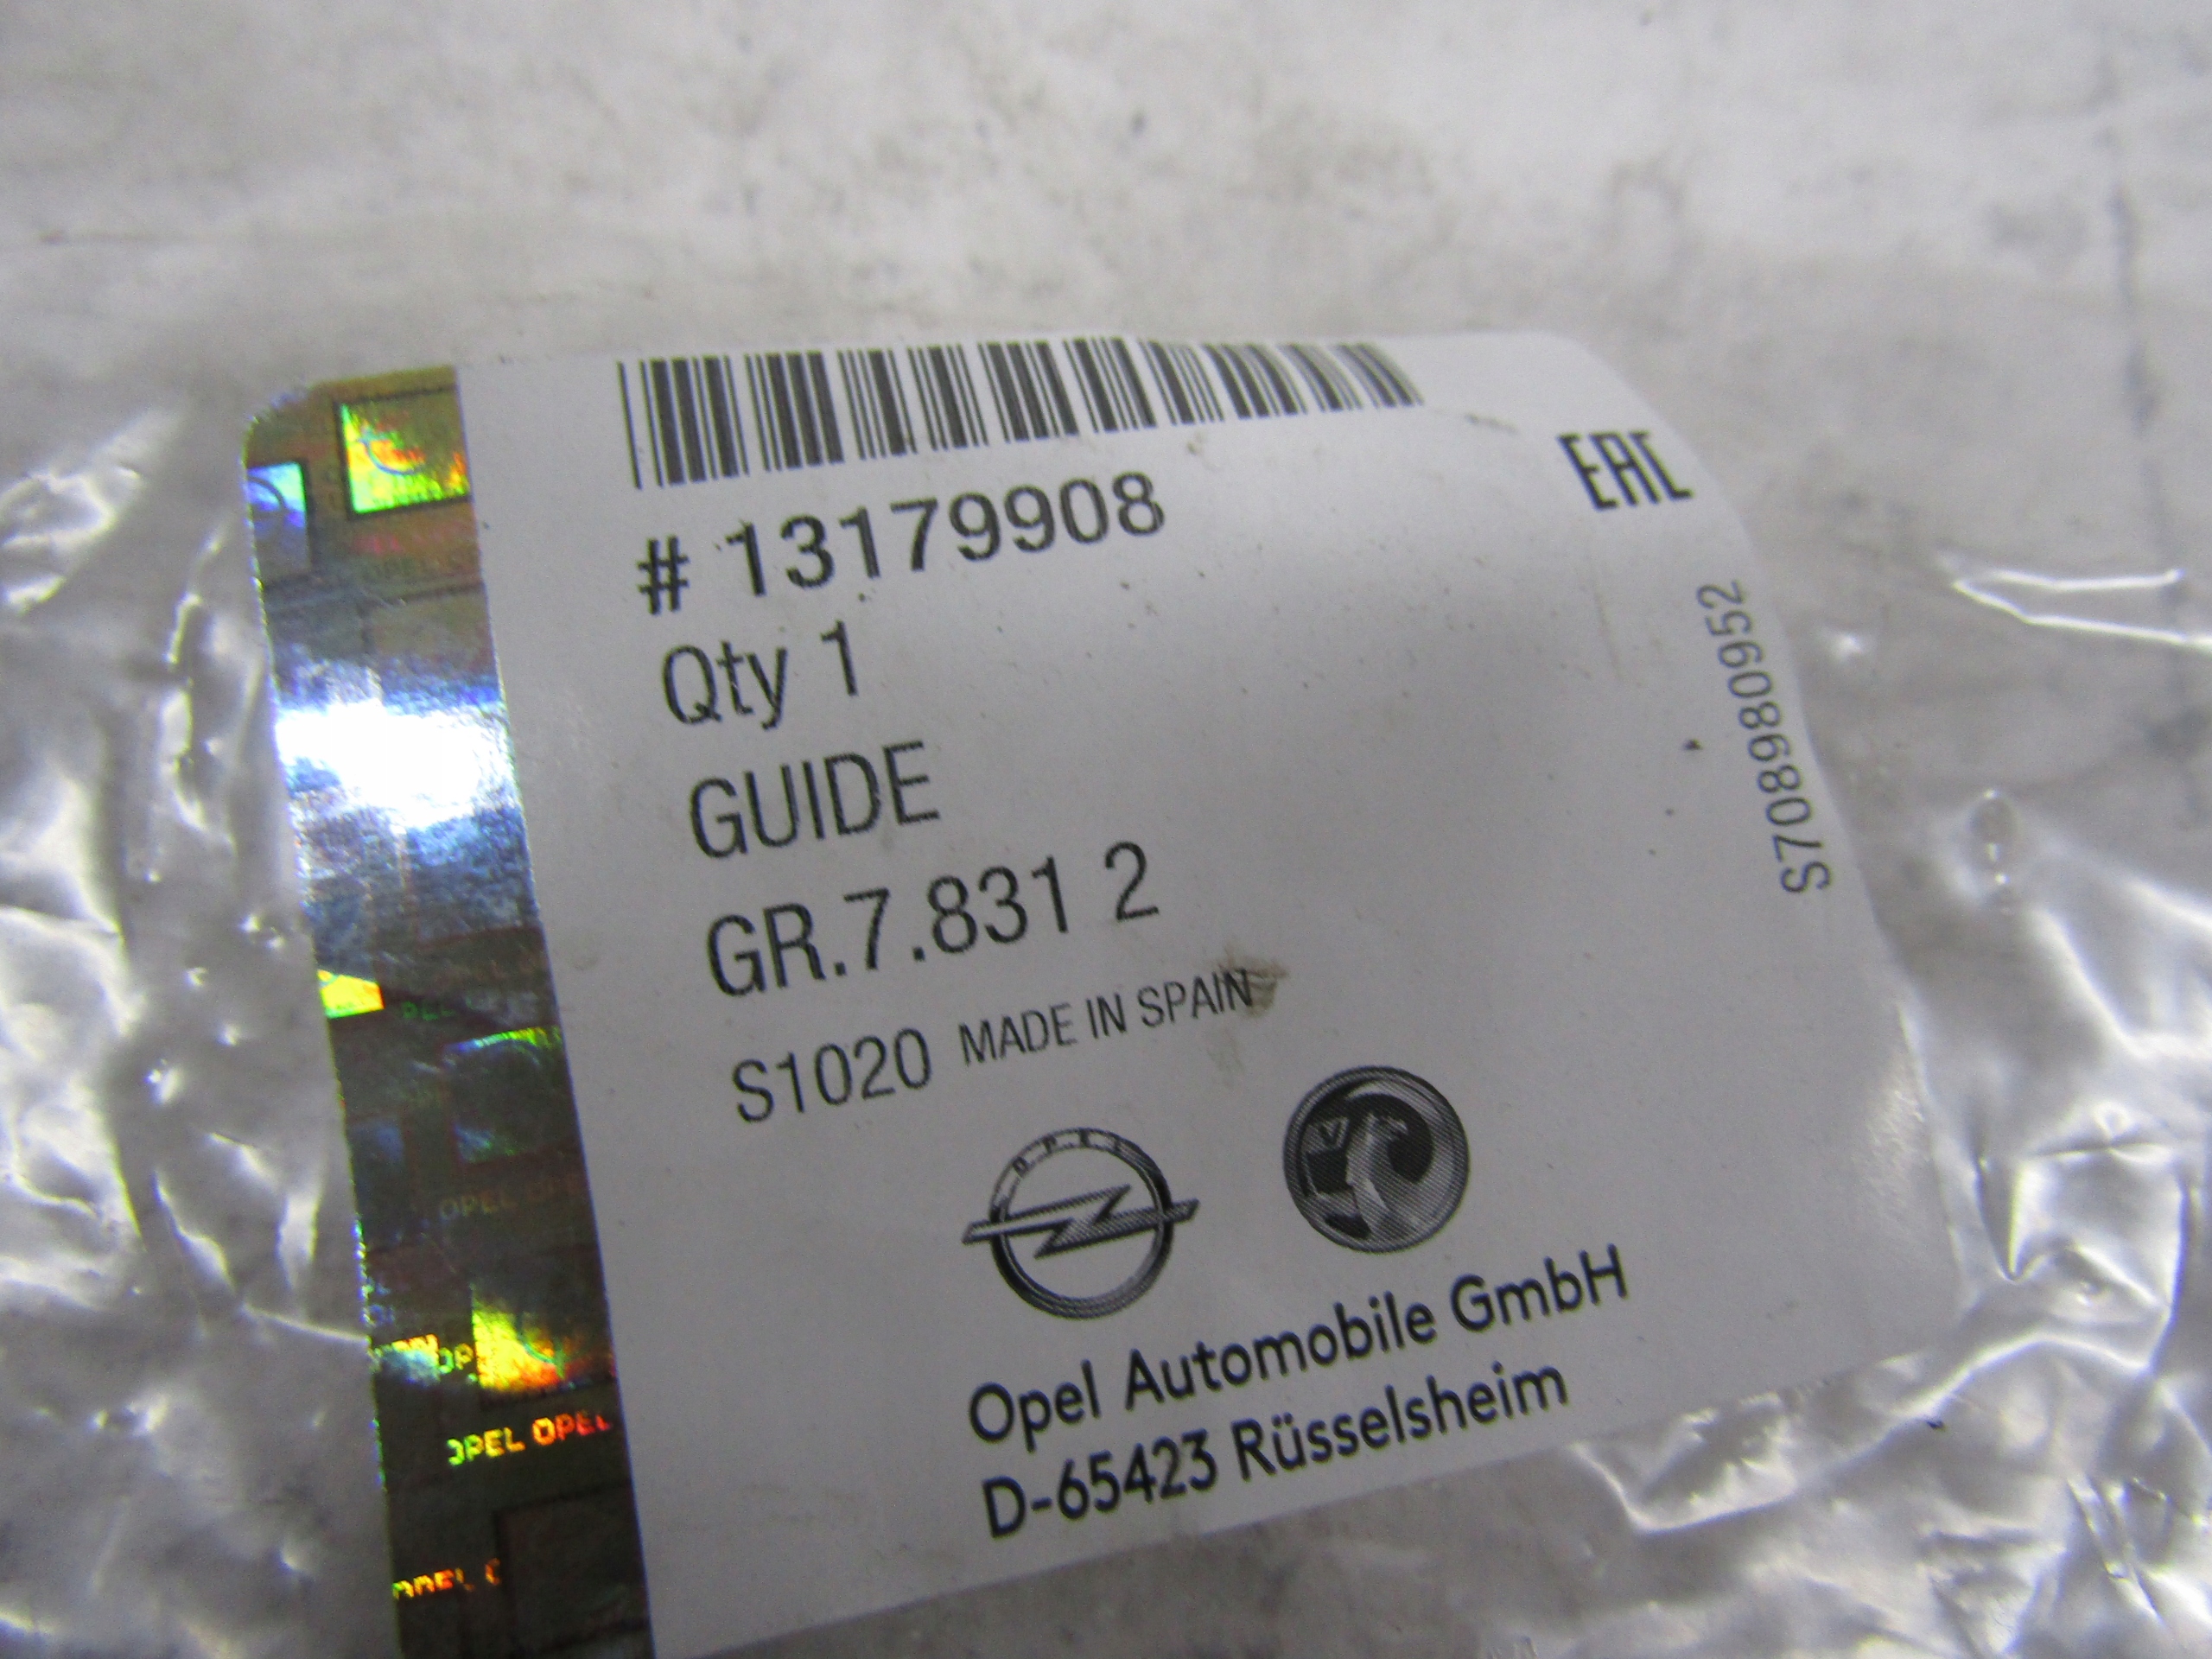 # 13179908
EAC
Qty 1
GUIDE
GR.7.831 2
S1020 MADE IN SPAIN
S708980952
OPEL
V
Opel Automobile GmbH
D-65423 Rüsselsheim
OPEL OPEL